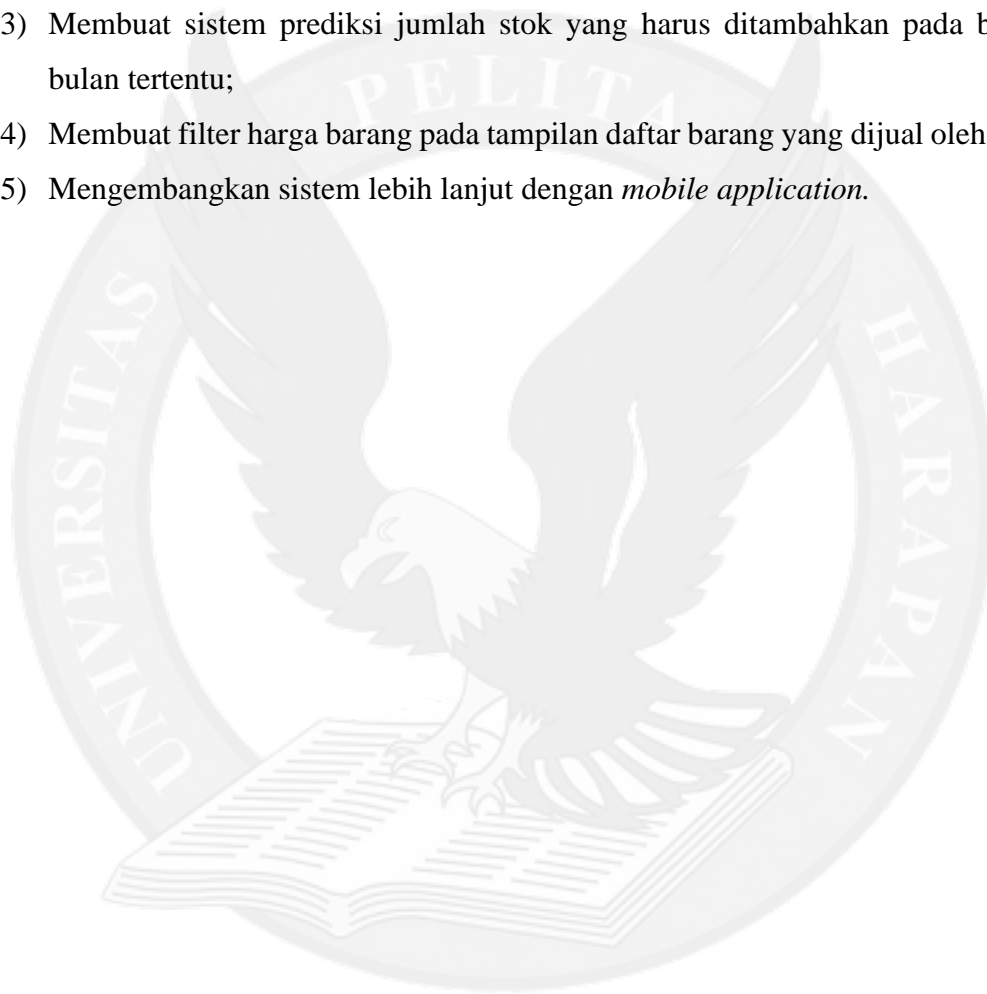 3) Membuat sistem prediksi jumlah stok yang harus ditambahkan pada
bulan tertentu;
4) Membuat filter harga barang pada tampilan daftar barang yang dijual oleh
5) Mengembangkan sistem lebih lanjut dengan mobile application.
UNIVERSITAS PELITA HARAPAN